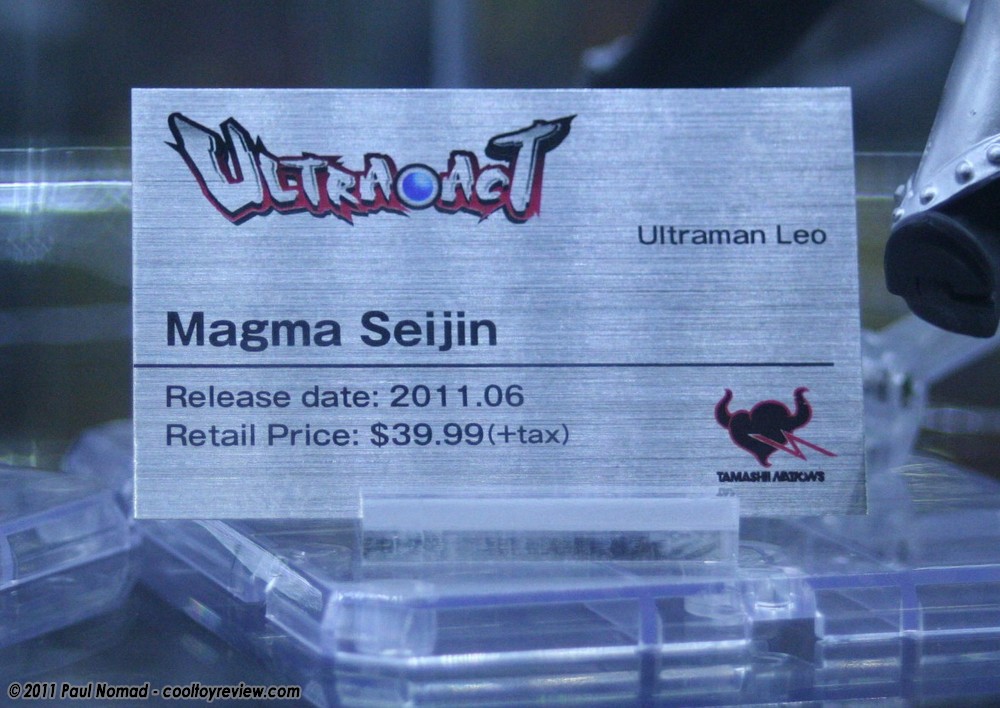 ULTRA ACT
Ultraman Leo
Magma Seijin
Release date: 2011.06
Retail Price: $39.99(+tax)
TAMASHII NATIONS
© 2011 Paul Nomad - cooltoyreview.com